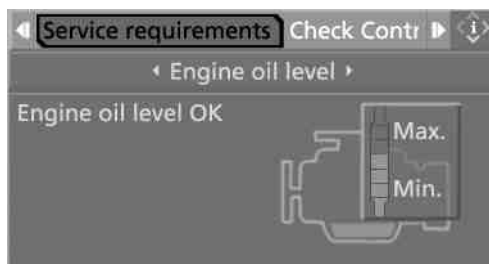 Service requirements Check Contr
Engine oil level
Engine oil level OK
Max.
Min.